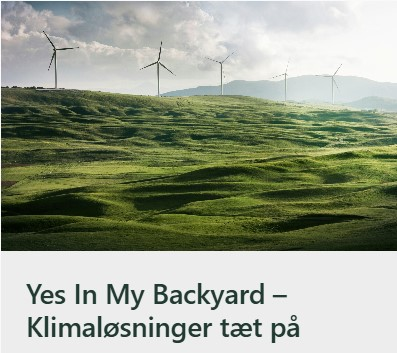 Yes In My Backyard –
Klimaløsninger tæt på